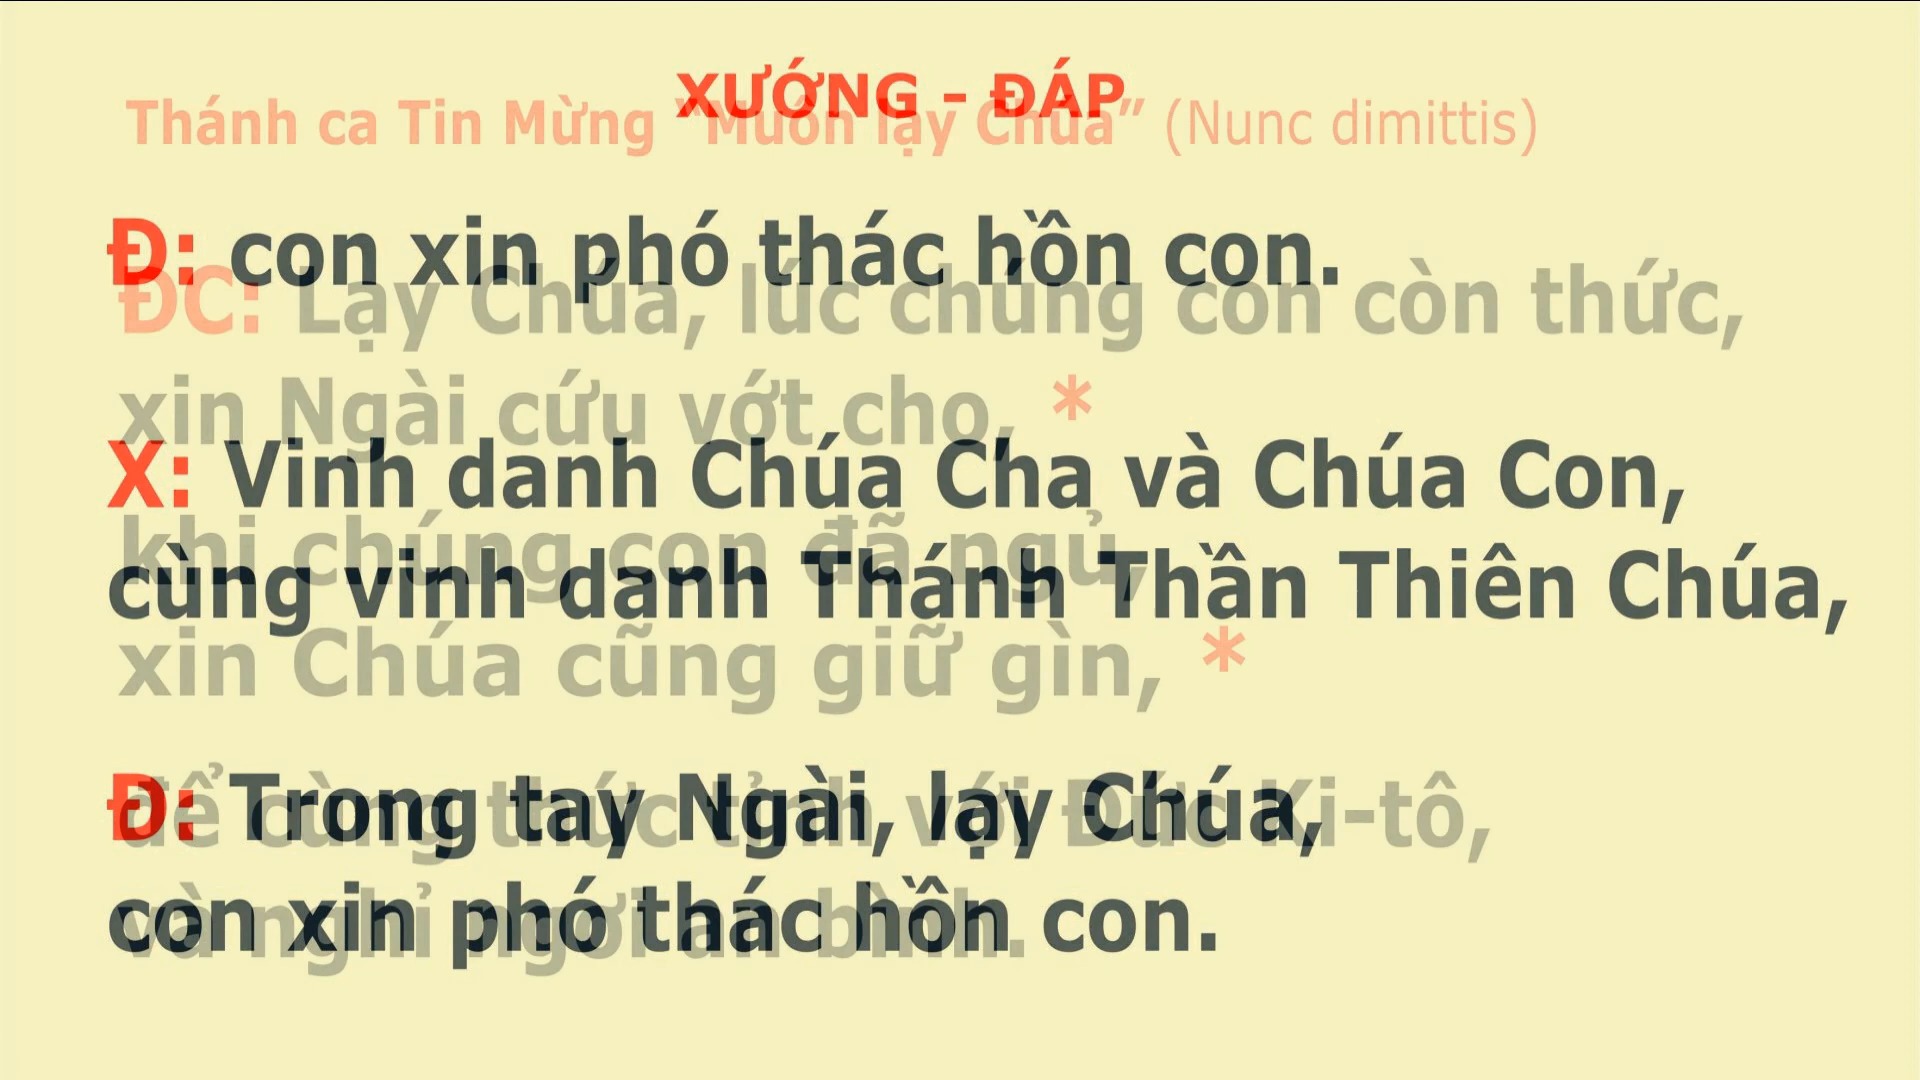 XƯỚNG – ĐÁP
Thánh ca Tin Mừng “Muôn lạy Chúa” (Nunc dimittis)
Đ: con xin phó thác hồn con.
ĐC: Lạy Chúa, lúc chúng con còn thức,
xin Ngài cứu vớt cho, *
X: Vinh danh Chúa Cha và Chúa Con,
khi chúng con đã ngủ,
cùng vinh danh Thánh Thần Thiên Chúa,
xin Chúa cũng giữ gìn, *
Đ: Trong tay Ngài, lạy Chúa,
để cùng thức tỉnh với Đức Ki-tô,
con xin phó thác hồn con.
và nghỉ ngơi an bình.